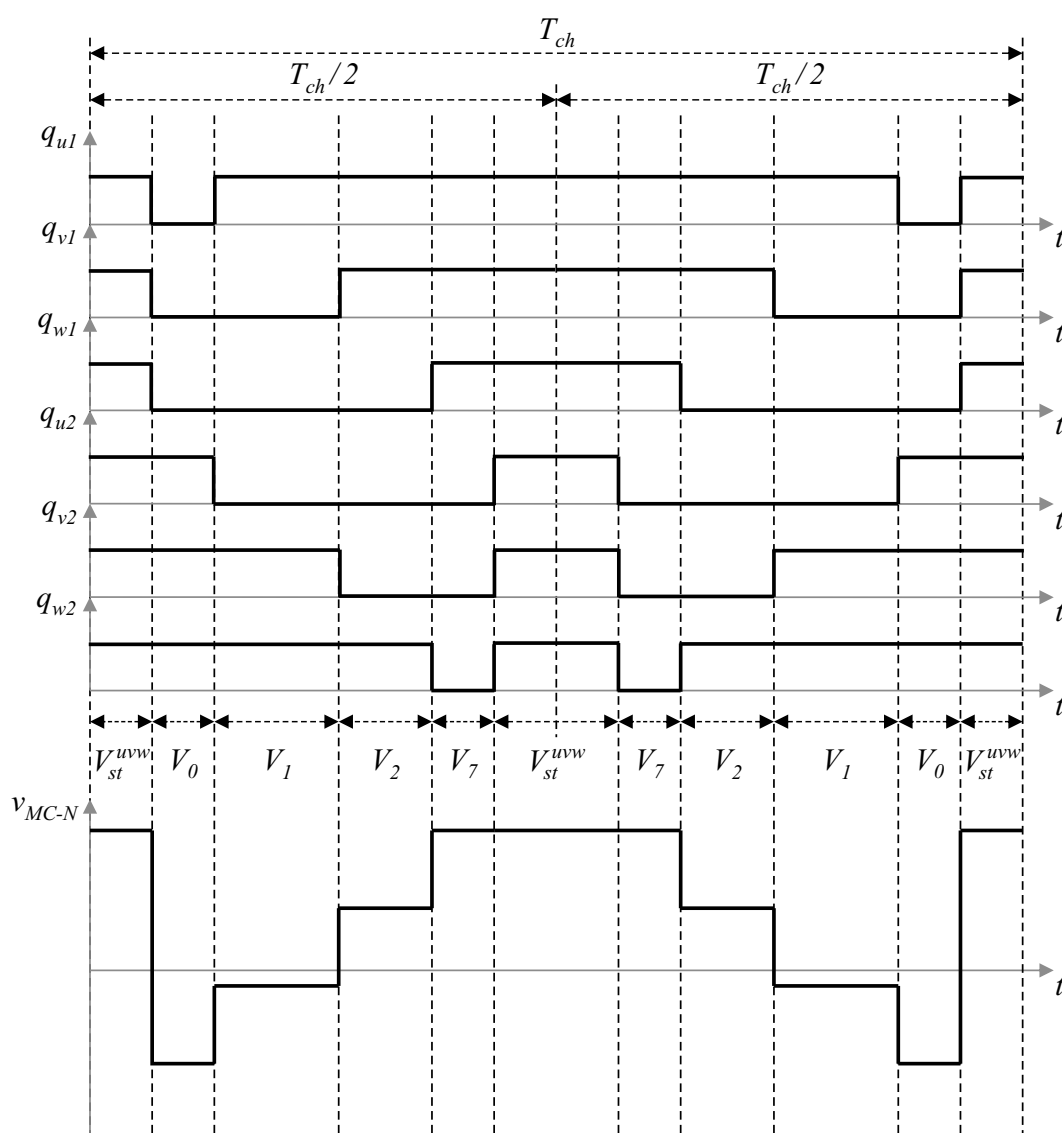 T_ch
T_ch/2 T_ch/2
q_u1
t
q_v1
t
q_w1
t
q_u2
t
q_v2
t
q_w2
t
V_st^uvw V_0 V_1 V_2 V_7 V_st^uvw V_7 V_2 V_1 V_0 V_st^uvw
v_MC-N
t